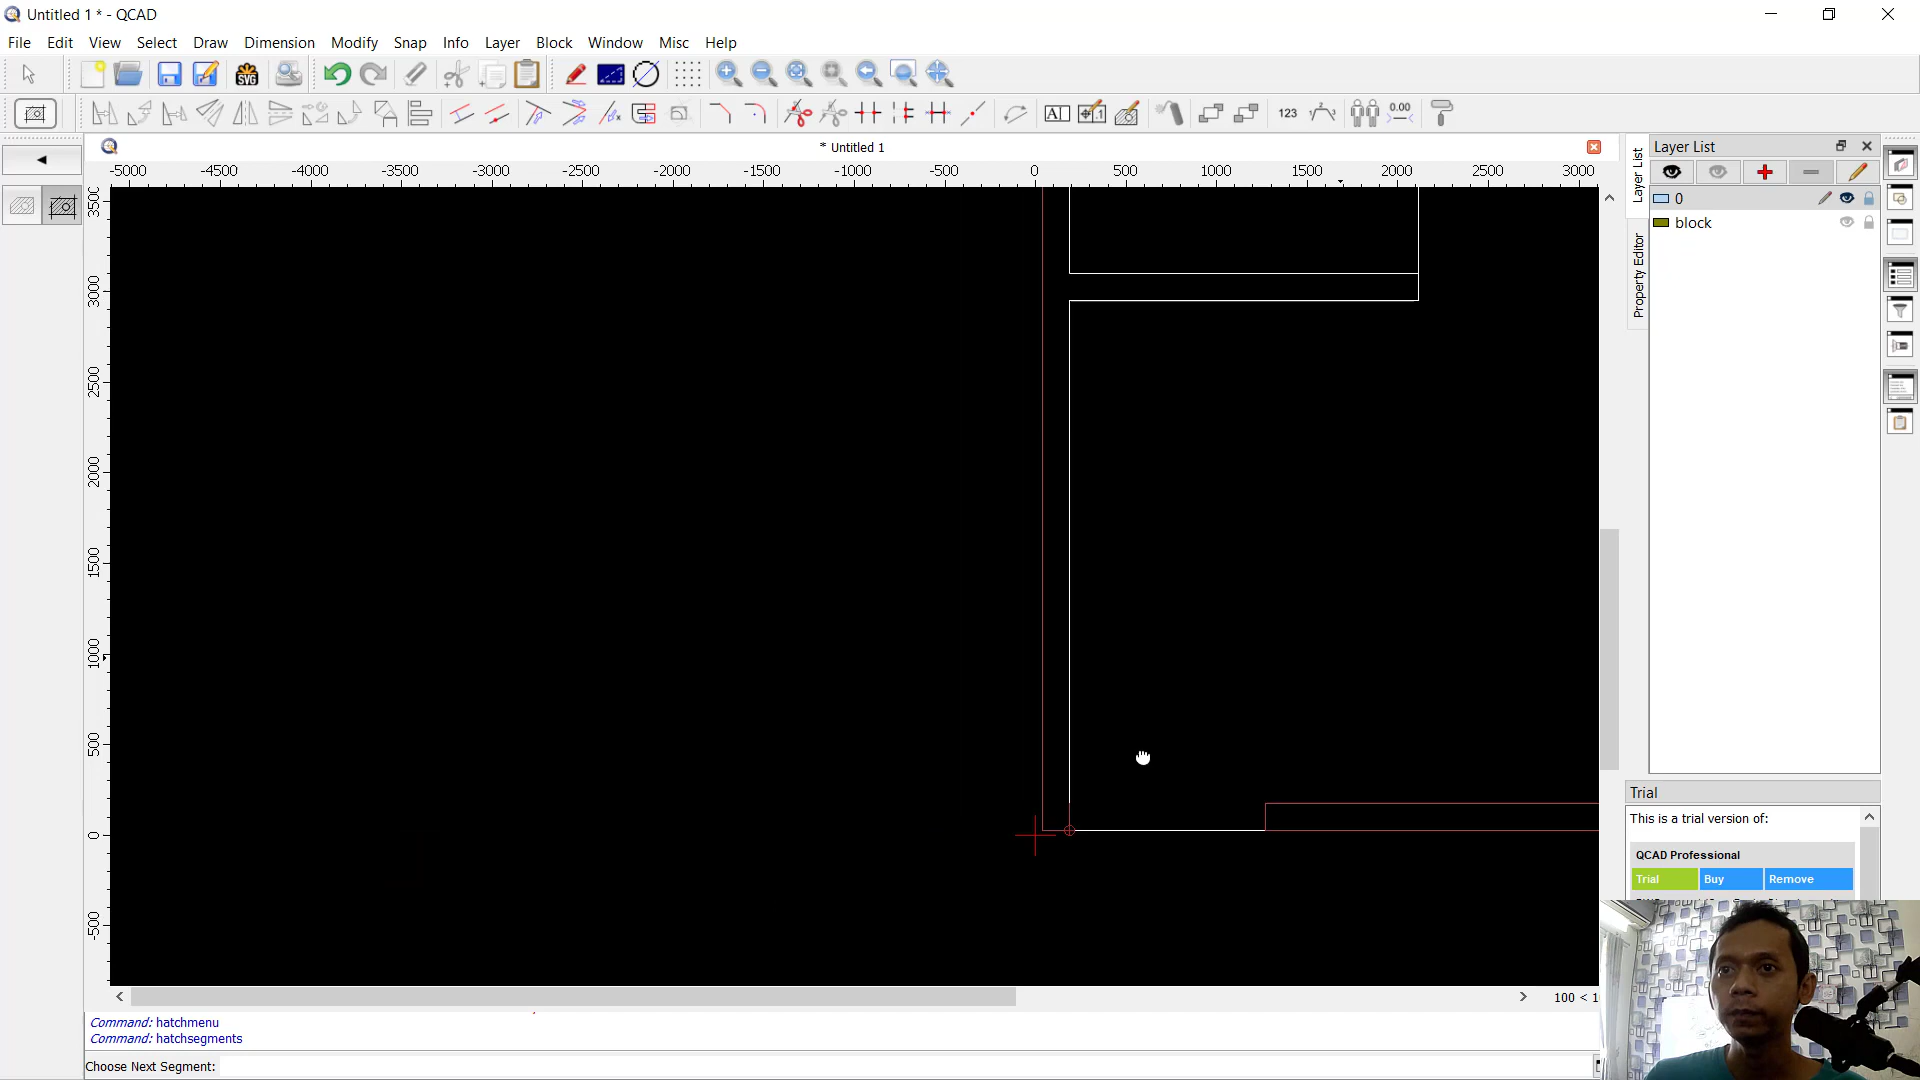 Untitled 1 * - QCAD
File Edit View Select Draw Dimension Modify Snap Info Layer Block Window Misc Help
SVG
123
0.00
* Untitled 1
-5000 -4500 -4000 -3500 -3000 -2500 -2000 -1500 -1000 -500 0 500 1000 1500 2000 2500 3000
3000
2500
2000
1500
1000
500
0
-500
Layer List
Property Editor
Layer List
0
block
Trial
This is a trial version of:
QCAD Professional
Trial Buy Remove
Command: hatchmenu
Command: hatchsegments
Choose Next Segment: